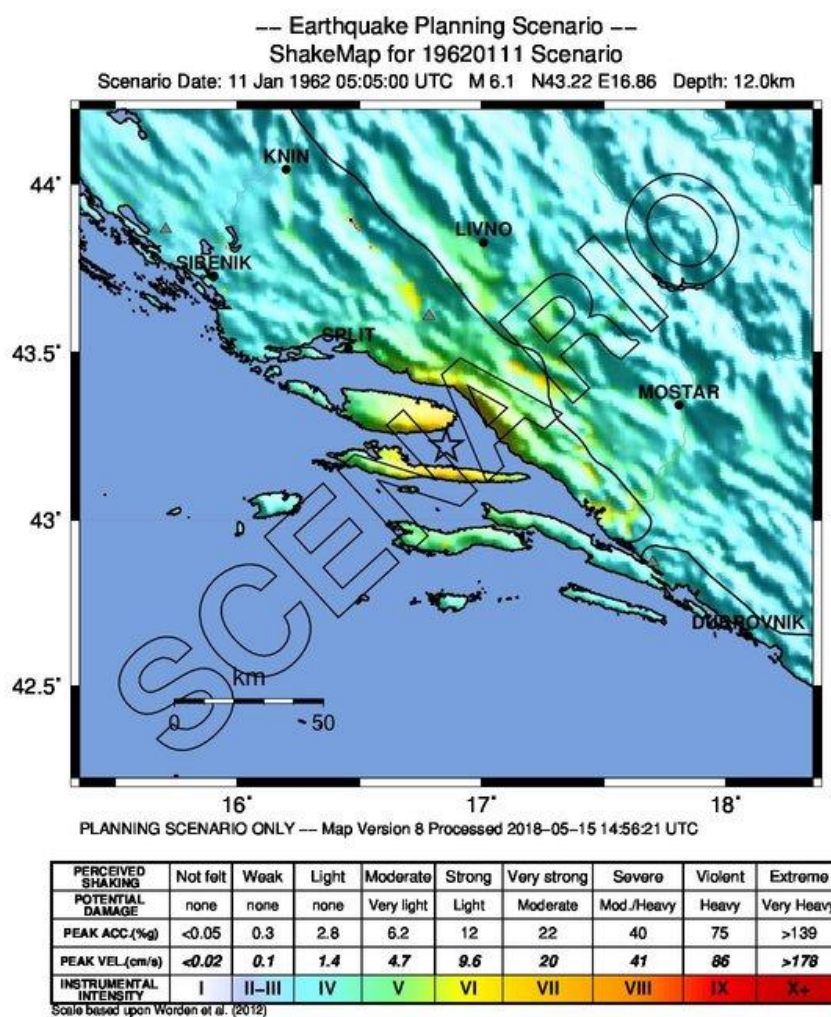 -- Earthquake Planning Scenario --
ShakeMap for 19620111 Scenario
Scenario Date: 11 Jan 1962 05:05:00 UTC M 6.1 N43.22 E16.86 Depth: 12.0km
KNIN
44˚
LIVNO
SIBENIK
SPLIT
43.5˚
MOSTAR
43˚
DUBROVNIK
42.5˚
SCENARIO
km
0 50
16˚ 17˚ 18˚
PLANNING SCENARIO ONLY -- Map Version 8 Processed 2018-05-15 14:56:21 UTC
PERCEIVED SHAKING Not felt Weak Light Moderate Strong Very strong Severe Violent Extreme
POTENTIAL DAMAGE none none none Very light Light Moderate Mod./Heavy Heavy Very Heavy
PEAK ACC.(%g) <0.05 0.3 2.8 6.2 12 22 40 75 >139
PEAK VEL.(cm/s) <0.02 0.1 1.4 4.7 9.6 20 41 86 >178
INSTRUMENTAL INTENSITY I II-III IV V VI VII VIII IX X+
Scale based upon Worden et al. (2012)